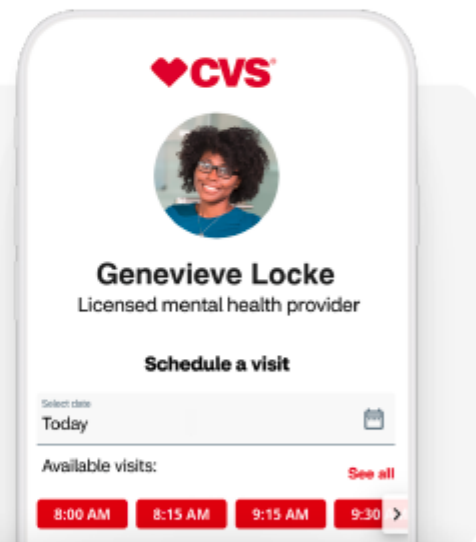 CVS
Genevieve Locke
Licensed mental health provider
Schedule a visit
Select date
Today
Available visits:
See all
8:00 AM 8:15 AM 9:15 AM 9:30